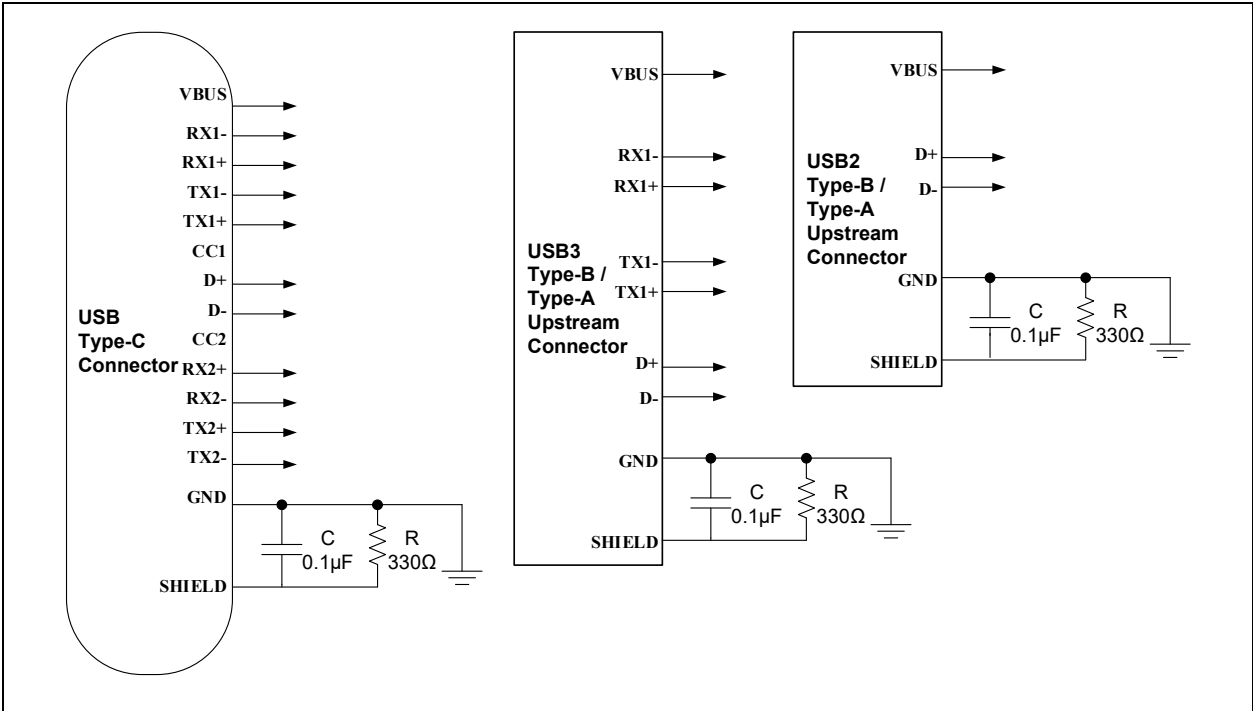 VBUS
RX1-
RX1+
TX1-
TX1+
CC1
D+
D-
CC2
RX2+
RX2-
TX2+
TX2-
GND
SHIELD
USB
Type-C
Connector
C
0.1µF
R
330Ω
VBUS
RX1-
RX1+
TX1-
TX1+
D+
D-
GND
SHIELD
USB3
Type-B /
Type-A
Upstream
Connector
C
0.1µF
R
330Ω
VBUS
D+
D-
GND
SHIELD
USB2
Type-B /
Type-A
Upstream
Connector
C
0.1µF
R
330Ω